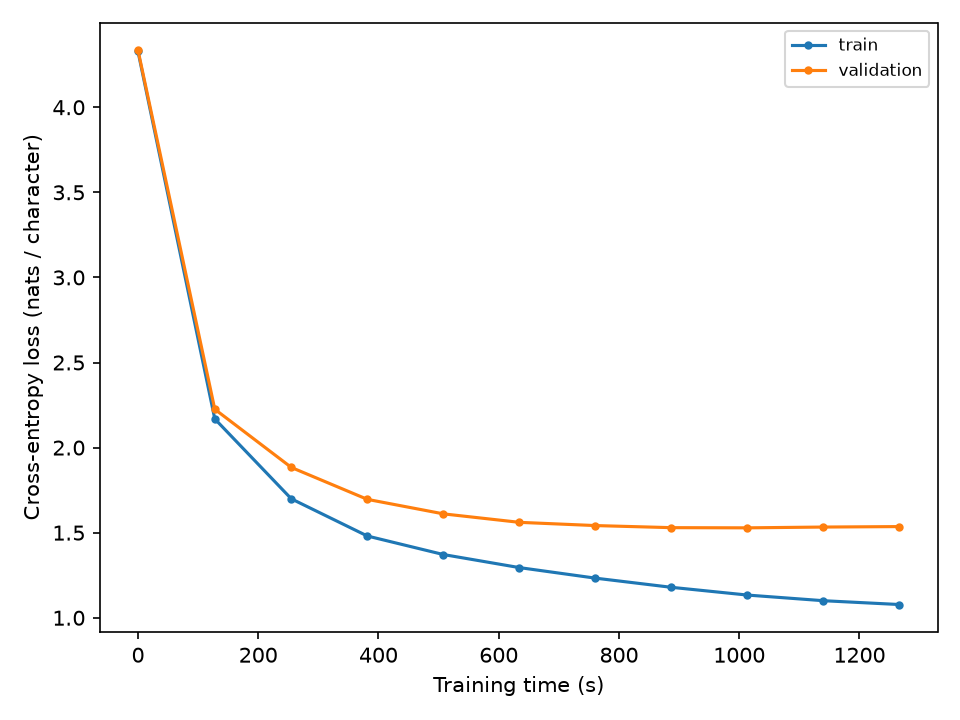 train
validation
4.0
3.5
3.0
2.5
2.0
1.5
1.0
Cross-entropy loss (nats / character)
0 200 400 600 800 1000 1200
Training time (s)